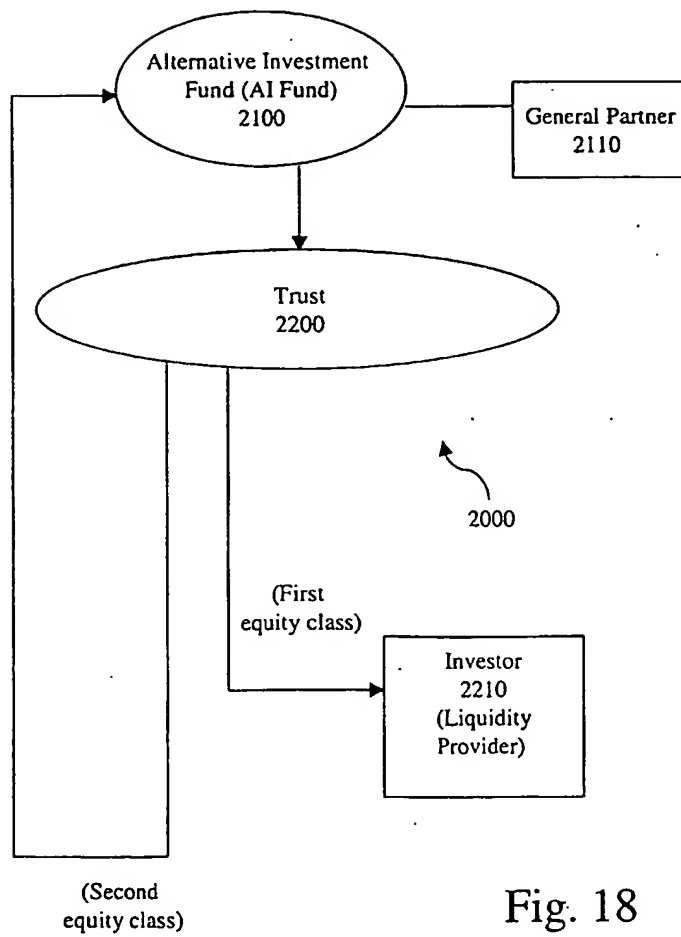 Alternative Investment
Fund (AI Fund)
2100
General Partner
2110
Trust
2200
2000
(First
equity class)
Investor
2210
(Liquidity
Provider)
(Second
equity class)
Fig. 18